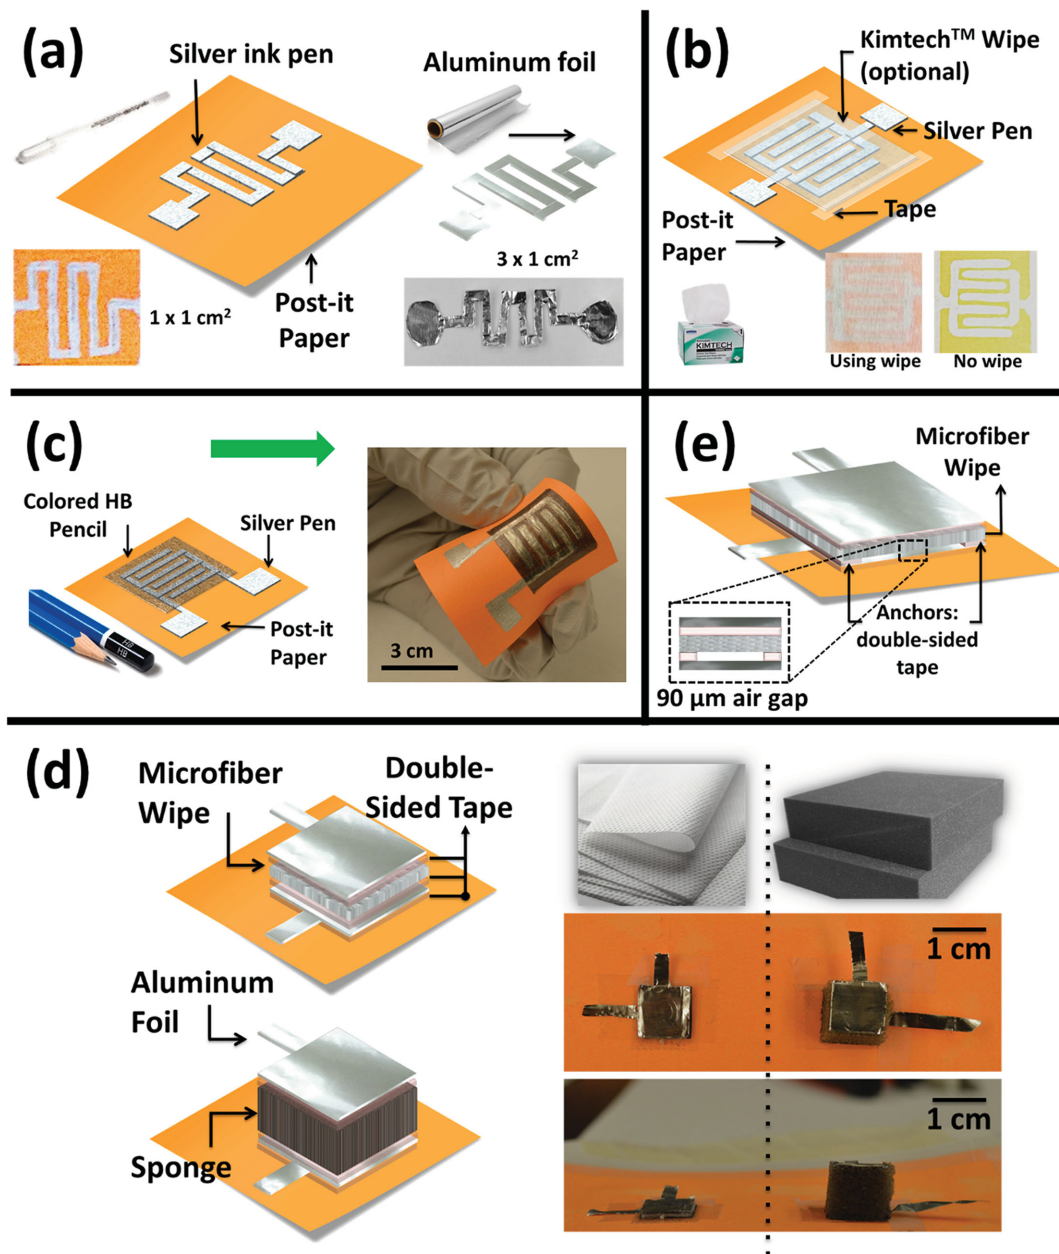 (a)
Silver ink pen
Aluminum foil
1 x 1 cm²
Post-it
Paper
3 x 1 cm²
(b)
Kimtech™ Wipe
(optional)
Silver Pen
Tape
Post-it
Paper
KIMTECH
Using wipe
No wipe
(c)
Colored HB
Pencil
Silver Pen
Post-it
Paper
HB
HB
3 cm
(e)
Microfiber
Wipe
Anchors:
double-sided
tape
90 µm air gap
(d)
Microfiber
Wipe
Double-
Sided Tape
Aluminum
Foil
Sponge
1 cm
1 cm